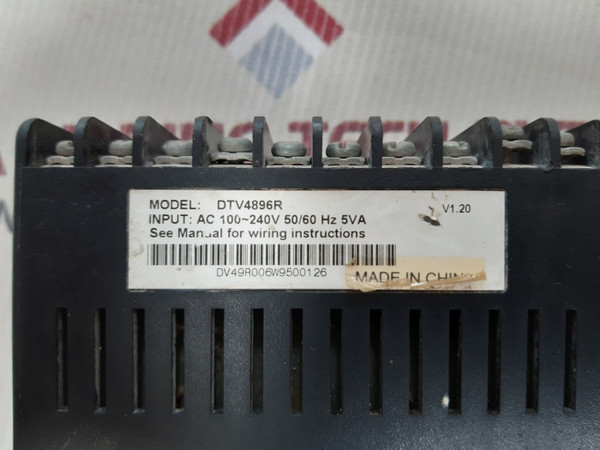 MODEL: DTV4896R
INPUT: AC 100~240V 50/60 Hz 5VA
V1.20
See Manual for wiring instructions
DV49R006W9500126
MADE IN CHINA